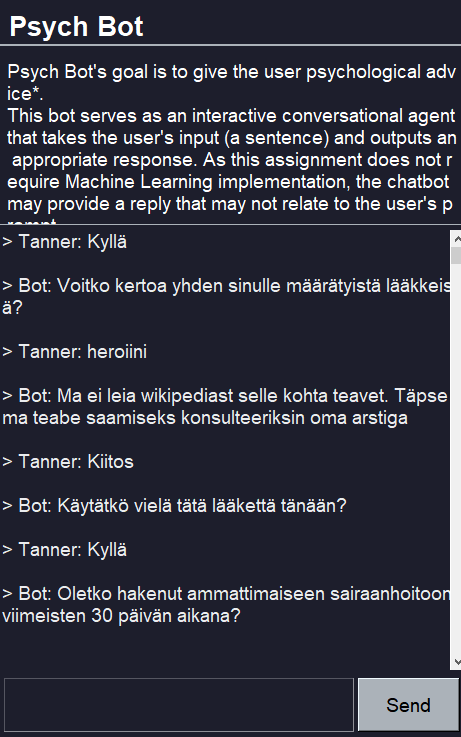 Psych Bot
Psych Bot's goal is to give the user psychological adv
ice*.
This bot serves as an interactive conversational agent
that takes the user's input (a sentence) and outputs an
appropriate response. As this assignment does not r
equire Machine Learning implementation, the chatbot
may provide a reply that may not relate to the user's p
rompt
> Tanner: Kyllä
> Bot: Voitko kertoa yhden sinulle määrätyistä lääkkeis
ä?
> Tanner: heroiini
> Bot: Ma ei leia wikipediast selle kohta teavet. Täpse
ma teabe saamiseks konsulteeriksin oma arstiga
> Tanner: Kiitos
> Bot: Käytätkö vielä tätä lääkettä tänään?
> Tanner: Kyllä
> Bot: Oletko hakenut ammattimaiseen sairaanhoitoon
viimeisten 30 päivän aikana?
Send